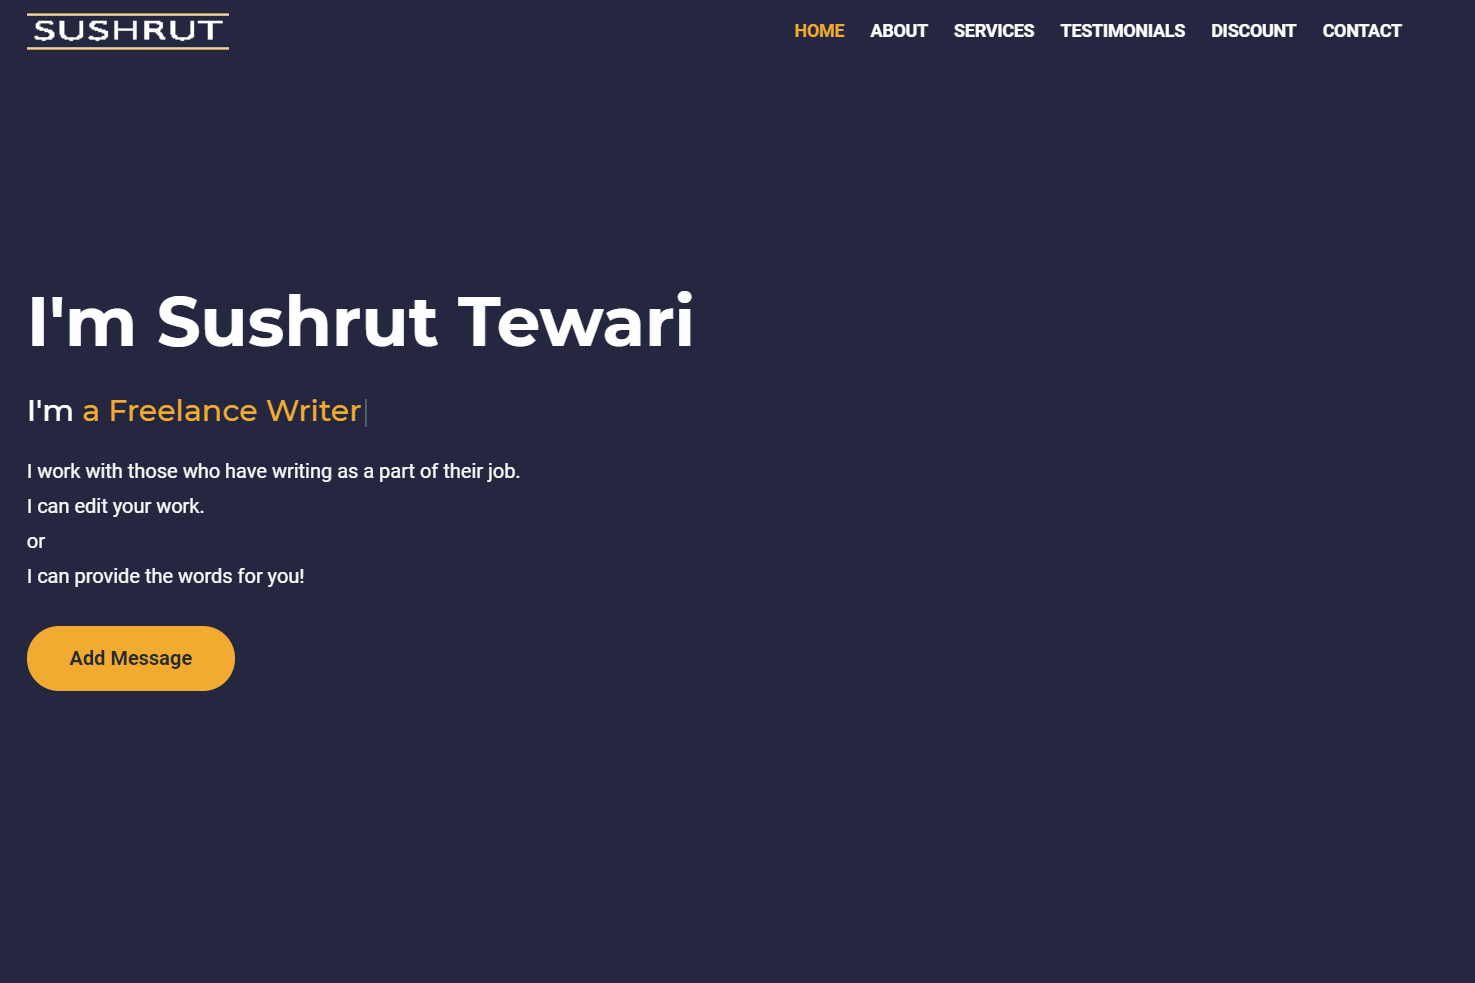 SUSHRUT
HOME ABOUT SERVICES TESTIMONIALS DISCOUNT CONTACT
I'm Sushrut Tewari
I'm a Freelance Writer
I work with those who have writing as a part of their job.
I can edit your work.
or
I can provide the words for you!
Add Message